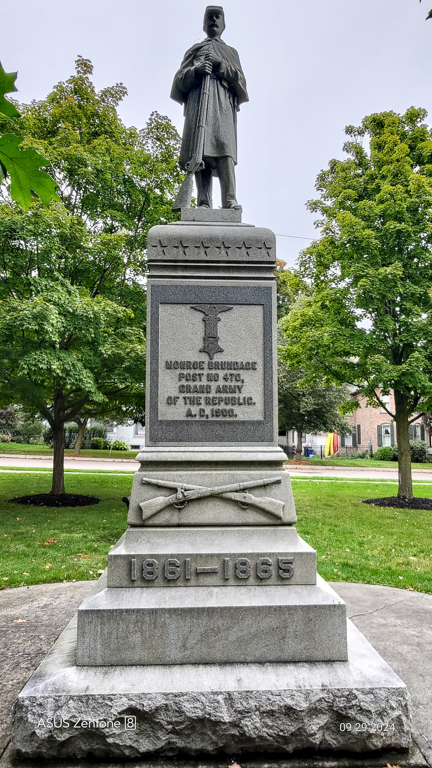 MONROE BRUNDAGE
POST NO 470,
GRAND ARMY
OF THE REPUBLIC.
A. D. 1900.
1861—1865
ASUS Zenfone 8
09.29.2024